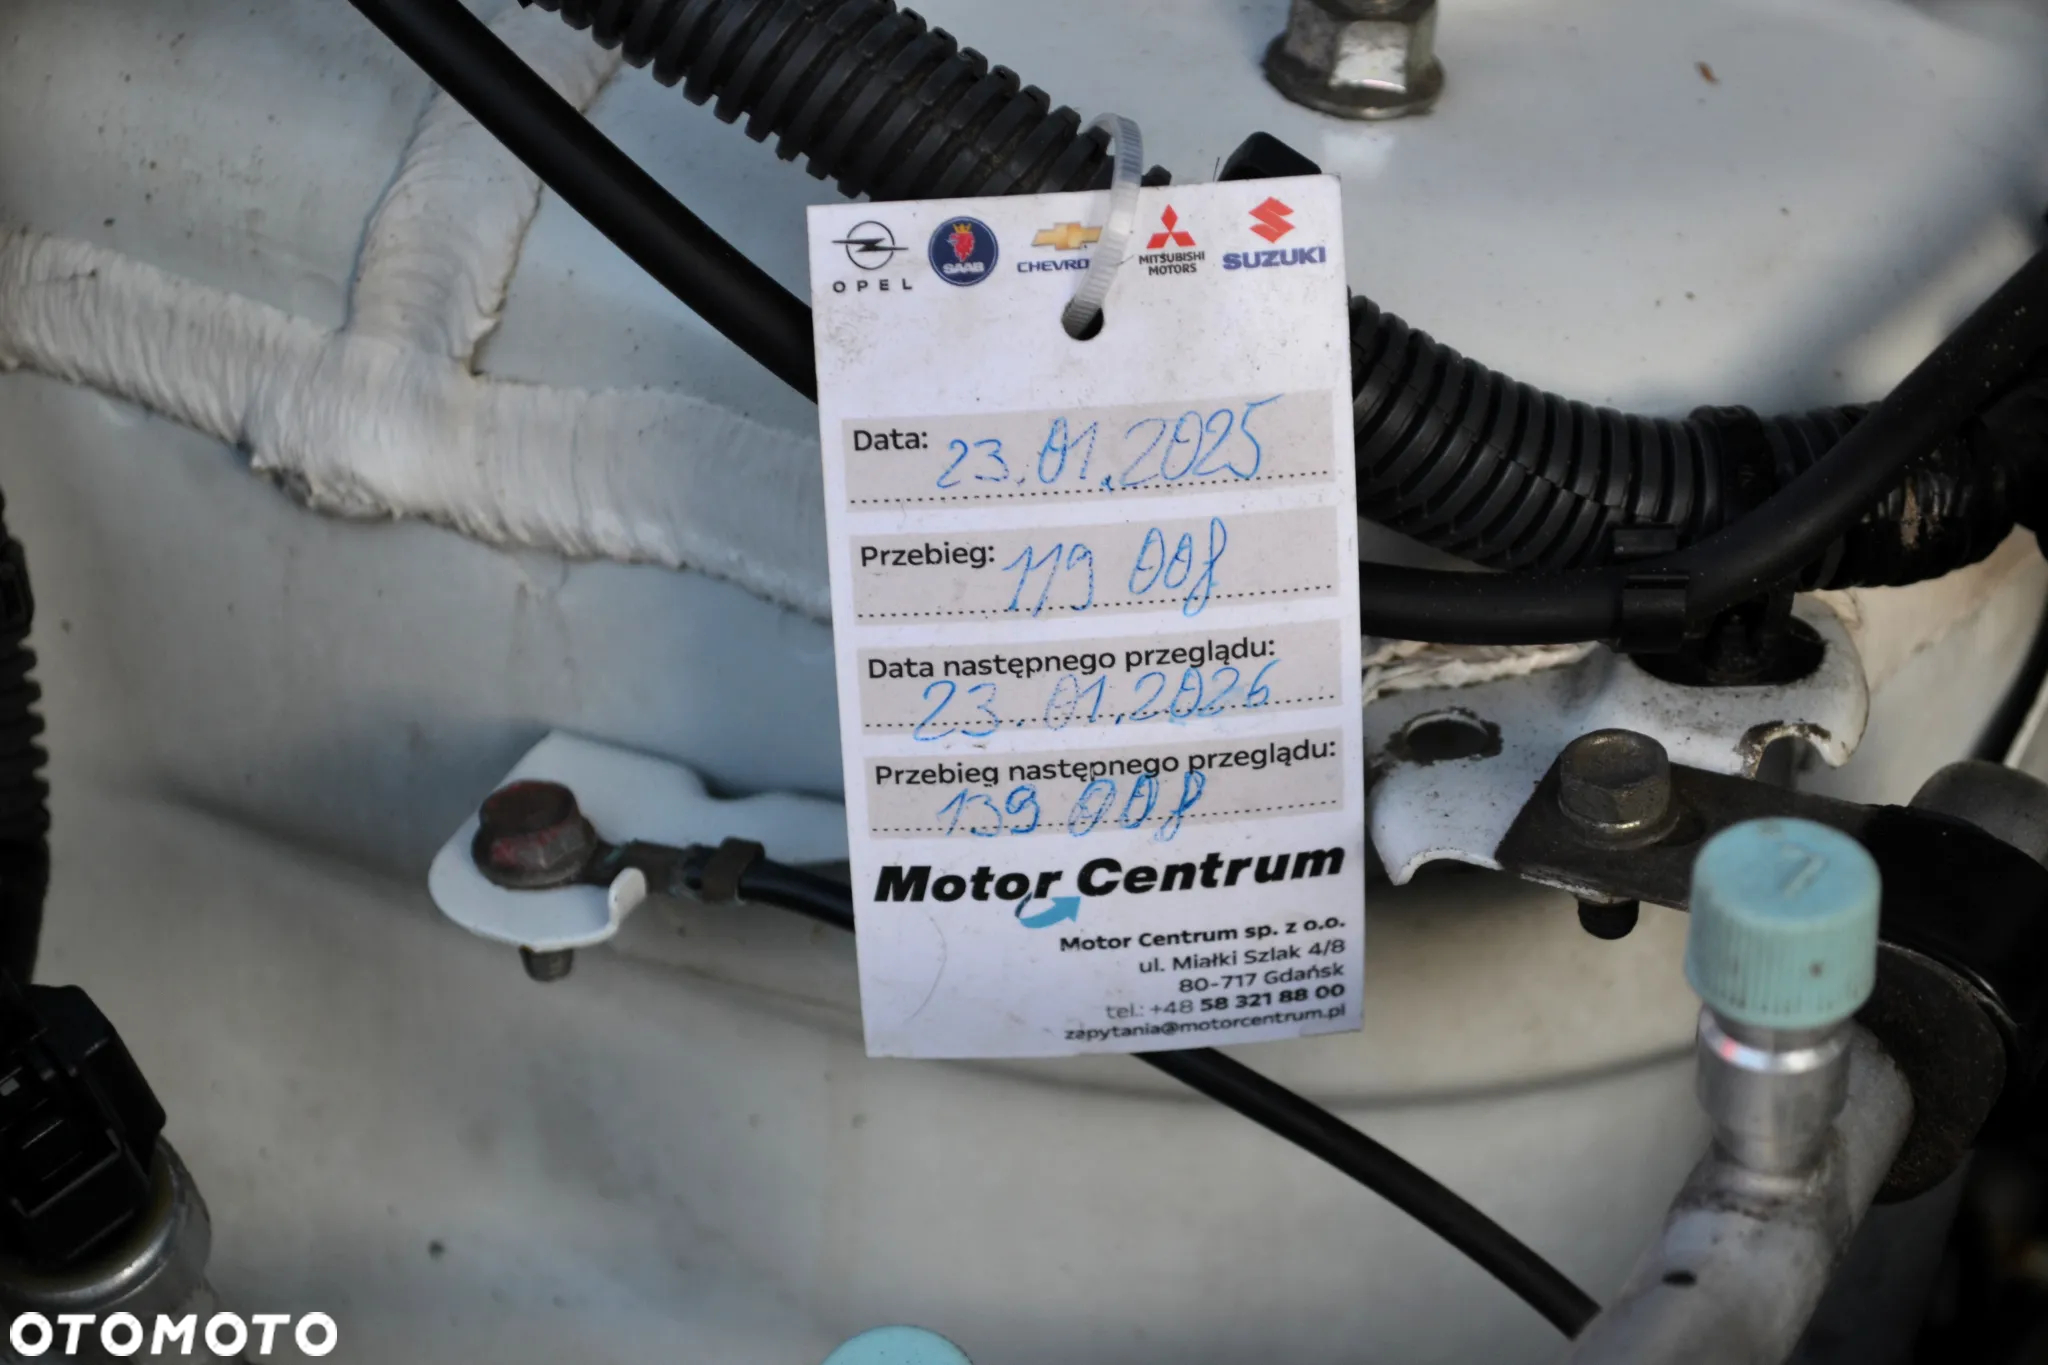 OPEL
SAAB
CHEVRO
MITSUBISHI
MOTORS
SUZUKI
Data: 23.01.2025
Przebieg: 119 008
Data następnego przeglądu:
23.01.2026
Przebieg następnego przeglądu:
139 008
Motor Centrum
Motor Centrum sp. z o.o.
ul. Miałki Szlak 4/8
80-717 Gdańsk
tel.: +48 58 321 88 00
zapytania@motorcentrum.pl
OTOMOTO